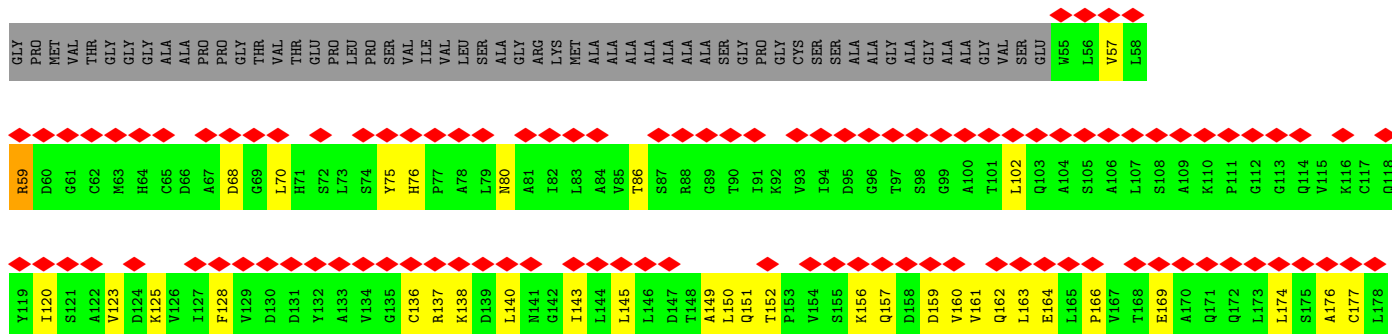 GLY PRO MET VAL THR GLY GLY GLY ALA ALA PRO PRO GLY THR VAL THR GLU PRO LEU PRO SER VAL ILE VAL LEU SER ALA GLY ARG LYS MET ALA ALA ALA ALA ALA ALA ALA SER GLY PRO GLY CYS SER SER ALA ALA GLY ALA GLY ALA ALA GLY VAL SER GLU W55 L56 V57 L58
R59 D60 G61 C62 M63 H64 C65 D66 A67 D68 G69 L70 H71 S72 L73 S74 Y75 H76 P77 A78 L79 N80 A81 I82 L83 A84 V85 T86 S87 R88 G89 T90 I91 K92 V93 I94 D95 G96 T97 S98 G99 A100 T101 L102 Q103 A104 S105 A106 L107 S108 A109 K110 P111 G112 G113 Q114 V115 K116 C117 Q118
Y119 I120 S121 A122 V123 D124 K125 V126 I127 F128 V129 D130 D131 Y132 A133 V134 G135 C136 R137 K138 D139 L140 N141 G142 I143 L144 L145 L146 D147 T148 A149 L150 Q151 T152 P153 V154 S155 K156 Q157 D158 D159 V160 V161 Q162 L163 E164 L165 P166 V167 T168 E169 A170 Q171 Q172 L173 L174 S175 A176 C177 L178